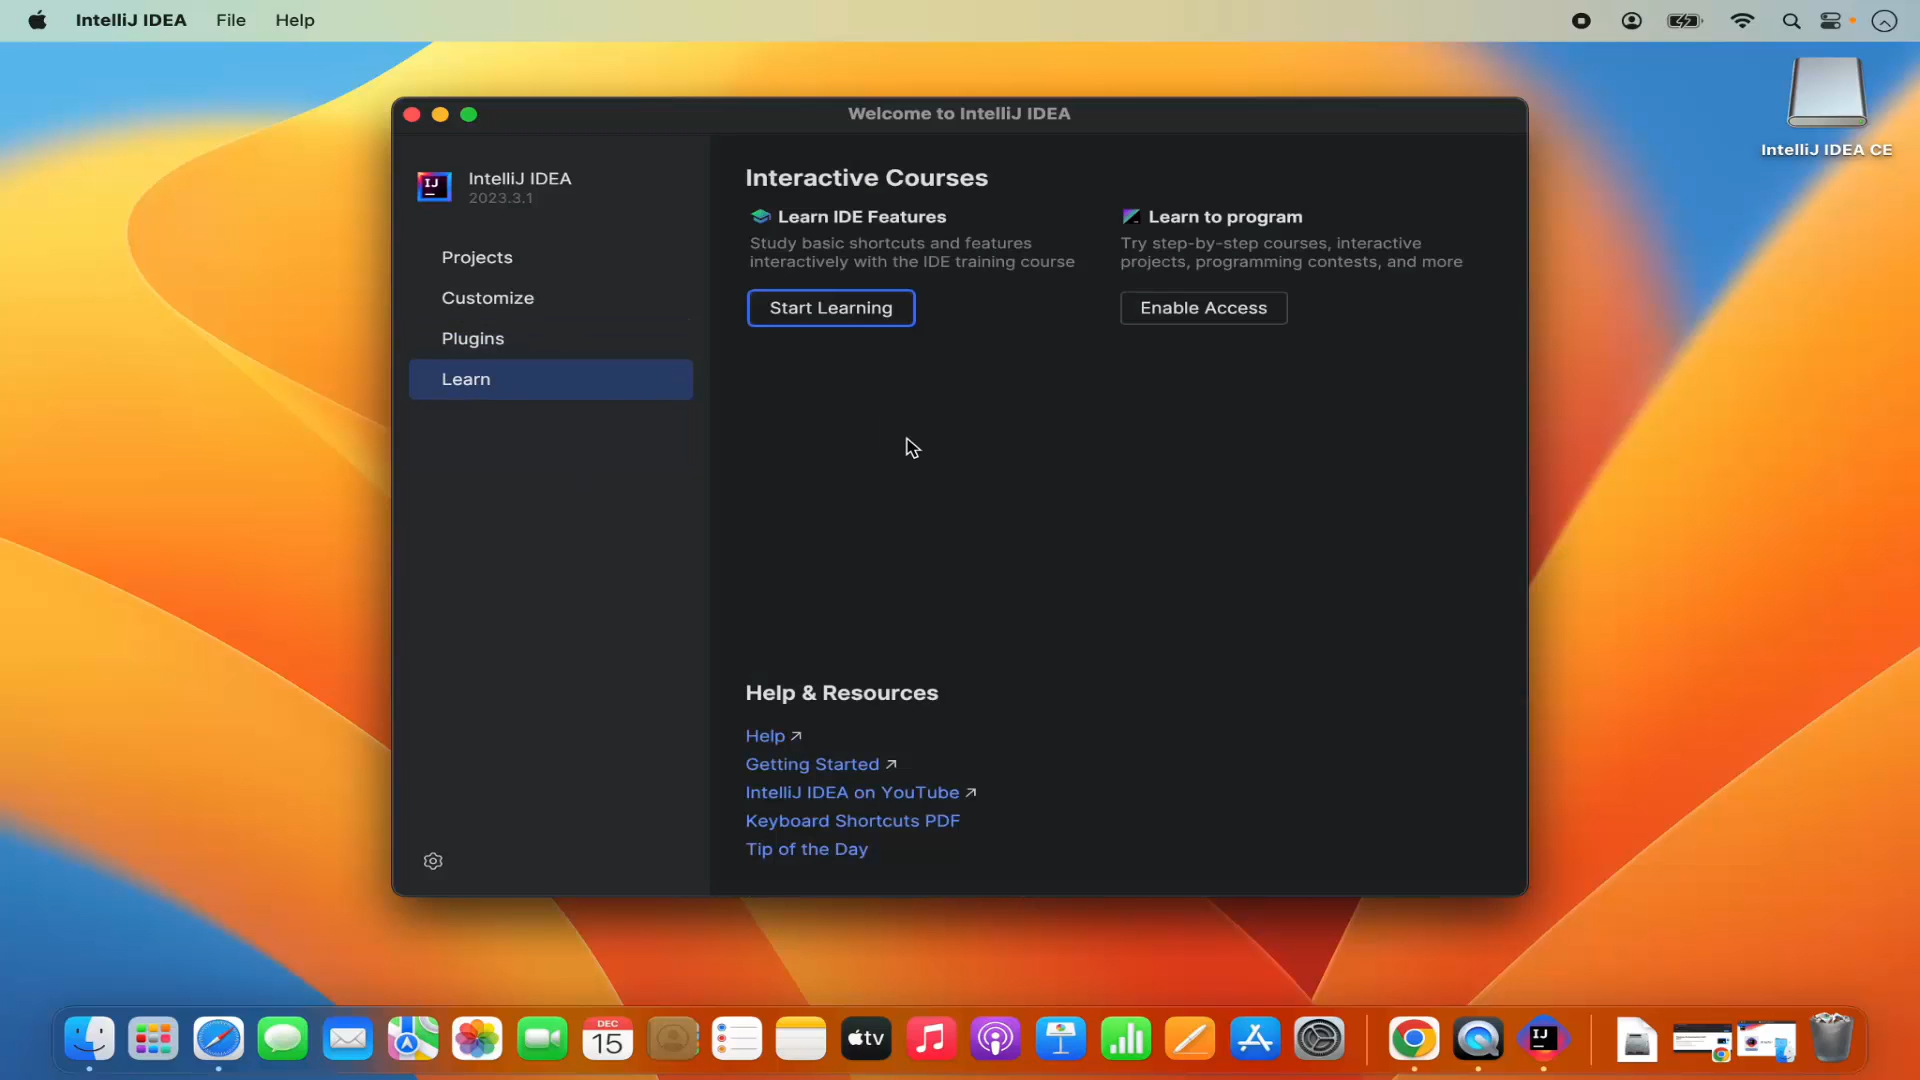 IntelliJ IDEA File Help
IntelliJ IDEA CE
Welcome to IntelliJ IDEA
IJ
IntelliJ IDEA
2023.3.1
Projects
Customize
Plugins
Learn
Interactive Courses
Learn IDE Features
Study basic shortcuts and features
interactively with the IDE training course
Start Learning
Learn to program
Try step-by-step courses, interactive
projects, programming contests, and more
Enable Access
Help & Resources
Help
Getting Started
IntelliJ IDEA on YouTube
Keyboard Shortcuts PDF
Tip of the Day
DEC
15
tv
IJ